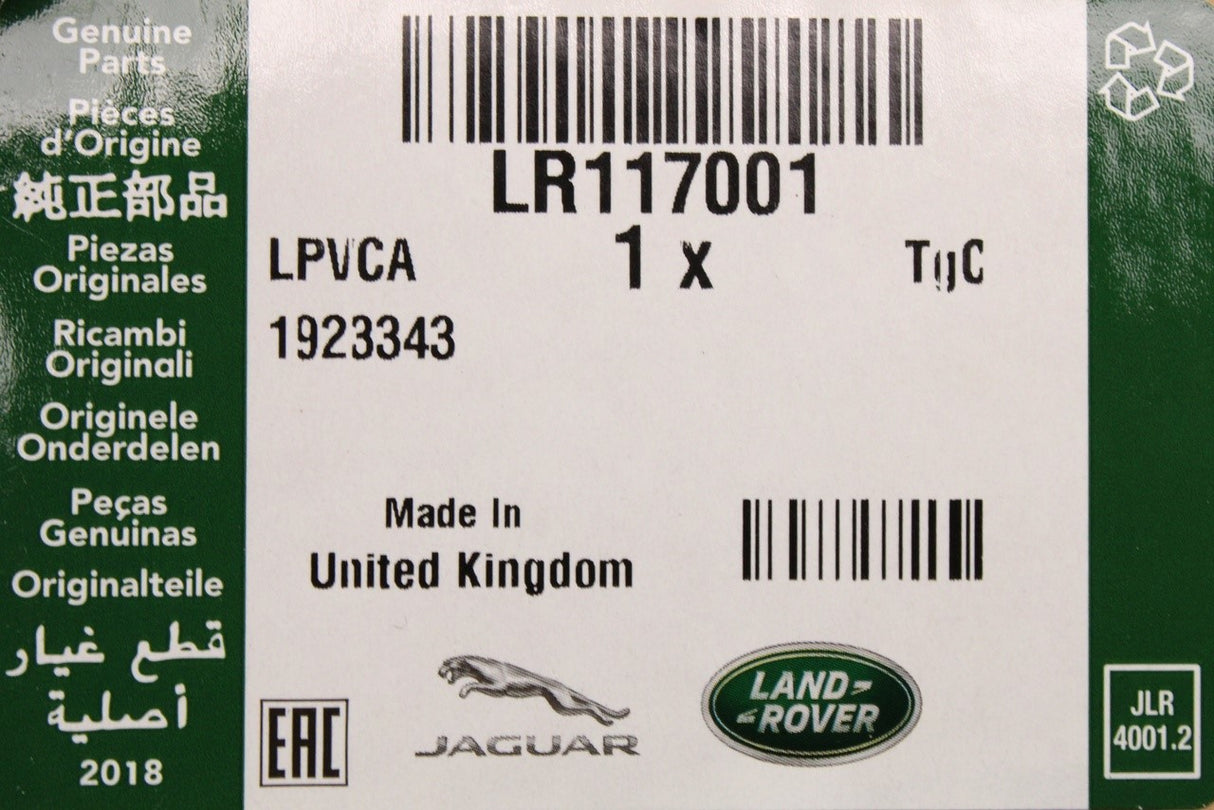 Genuine
Parts
Pièces
d'Origine
純正部品
Piezas
Originales
Ricambi
Originali
Originele
Onderdelen
Peças
Genuinas
Originalteile
قطع غيار
أصلية
2018
LR117001
LPVCA
1 x
TgC
1923343
Made In
United Kingdom
EAC
JAGUAR
LAND-
-ROVER
JLR
4001.2